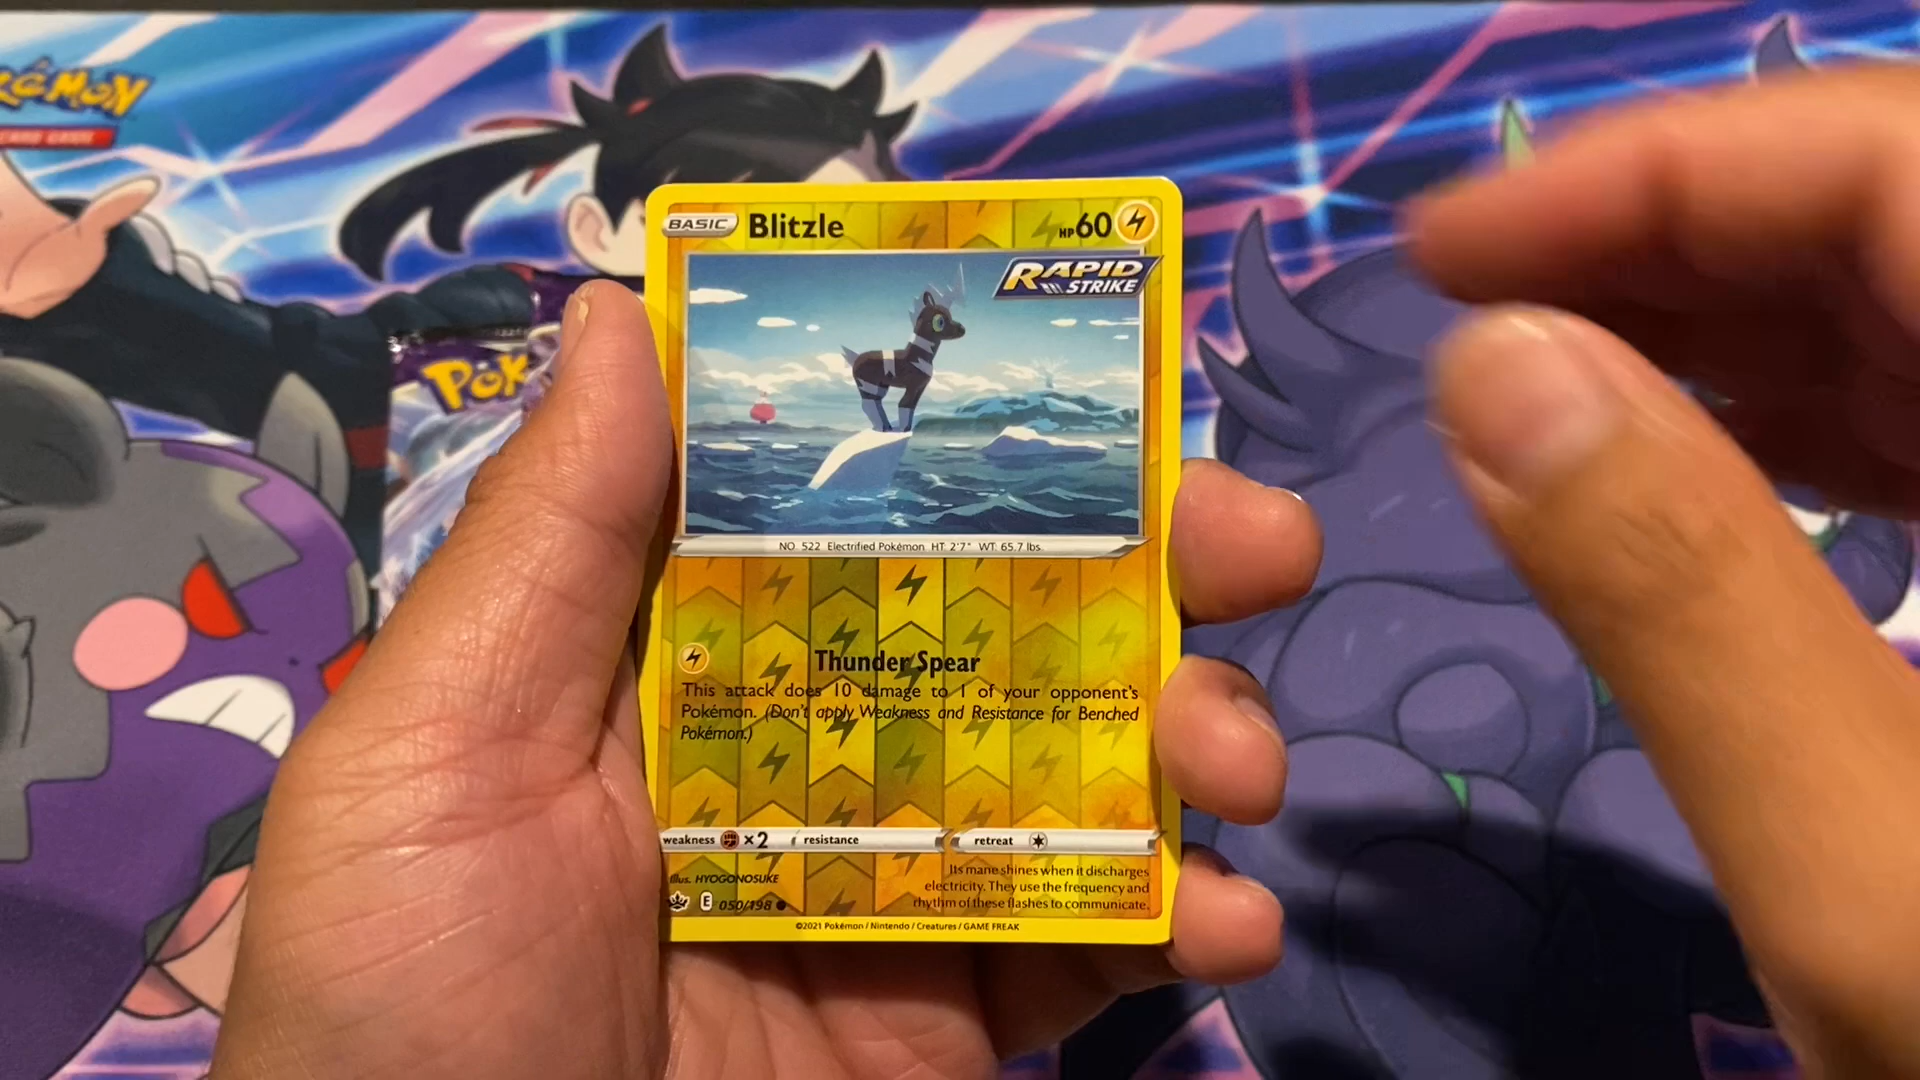 POKéMON
CARD GAME
POK
BASIC Blitzle HP60
RAPID
STRIKE
NO. 522 Electrified Pokémon HT: 2'7" WT: 65.7 lbs.
Thunder Spear
This attack does 10 damage to 1 of your opponent's
Pokémon. (Don't apply Weakness and Resistance for Benched
Pokémon.)
weakness ×2 resistance retreat
Its mane shines when it discharges
electricity. They use the frequency and
rhythm of these flashes to communicate.
Illus. HYOGONOSUKE
E 050/198
©2021 Pokémon / Nintendo / Creatures / GAME FREAK